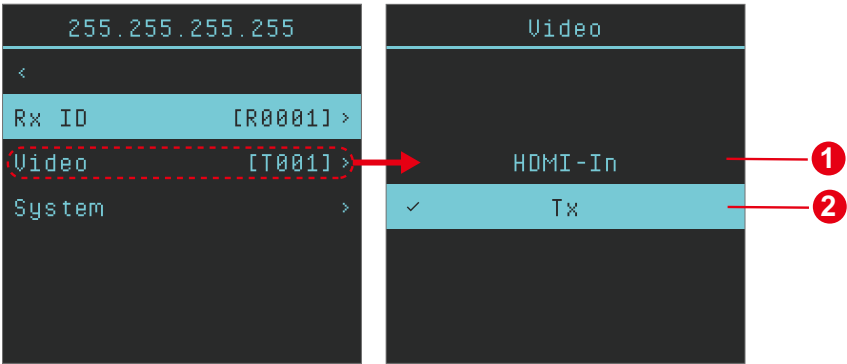 255.255.255.255
<
Rx ID [R0001] >
Video [T001] >
System >
Video
HDMI-In 1
✓ Tx 2